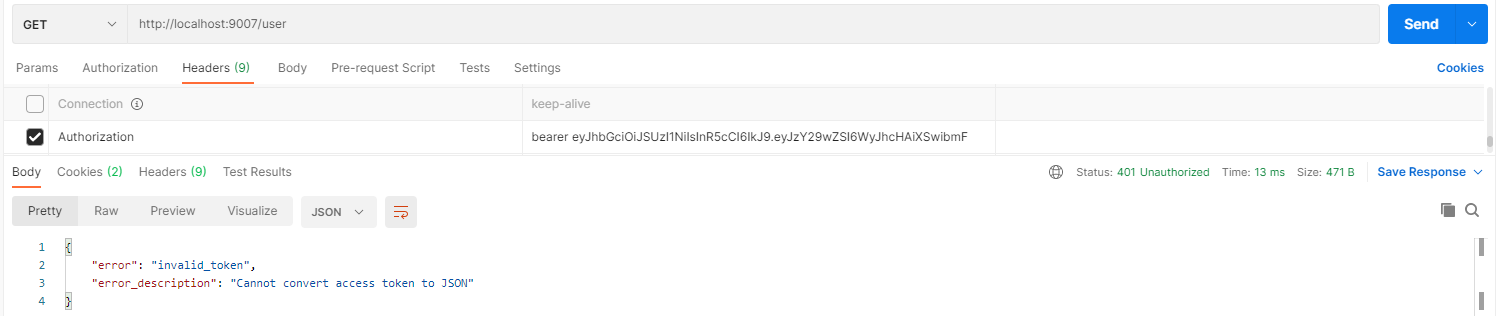 GET http://localhost:9007/user Send
Params Authorization Headers (9) Body Pre-request Script Tests Settings Cookies
Connection keep-alive
Authorization bearer eyJhbGciOiJSUzI1NiIsInR5cCI6IkJ9.eyJzY29wZSI6WyJhcHAiXSwibmF
Body Cookies (2) Headers (9) Test Results Status: 401 Unauthorized Time: 13 ms Size: 471 B Save Response
Pretty Raw Preview Visualize JSON
1 {
2 "error": "invalid_token",
3 "error_description": "Cannot convert access token to JSON"
4 }